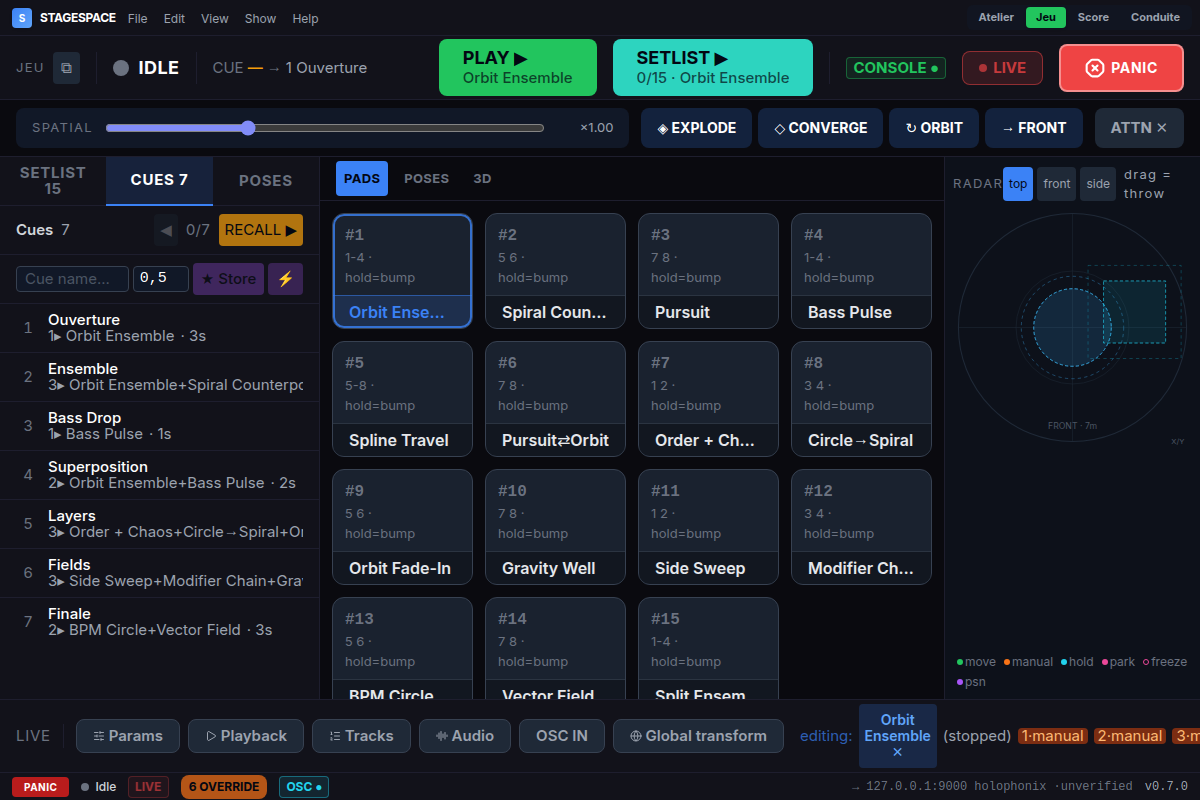 S STAGESPACE File Edit View Show Help Atelier Jeu Score Conduite
JEU IDLE CUE — → 1 Ouverture
PLAY ▶
Orbit Ensemble
SETLIST ▶
0/15 · Orbit Ensemble
CONSOLE ● LIVE PANIC
SPATIAL ×1.00 ◈ EXPLODE ◇ CONVERGE ↻ ORBIT → FRONT ATTN ✕
SETLIST
15
CUES 7 POSES
Cues 7 ◀ 0/7 RECALL ▶
Cue name... 0,5 ★ Store ⚡
1 Ouverture
1▸ Orbit Ensemble · 3s
2 Ensemble
3▸ Orbit Ensemble+Spiral Counterpo
3 Bass Drop
1▸ Bass Pulse · 1s
4 Superposition
2▸ Orbit Ensemble+Bass Pulse · 2s
5 Layers
3▸ Order + Chaos+Circle→Spiral+Or
6 Fields
3▸ Side Sweep+Modifier Chain+Gra
7 Finale
2▸ BPM Circle+Vector Field · 3s
PADS POSES 3D
#1
1-4 ·
hold=bump
Orbit Ense...
#2
5 6 ·
hold=bump
Spiral Coun...
#3
7 8 ·
hold=bump
Pursuit
#4
1-4 ·
hold=bump
Bass Pulse
#5
5-8 ·
hold=bump
Spline Travel
#6
7 8 ·
hold=bump
Pursuit⇄Orbit
#7
1 2 ·
hold=bump
Order + Ch...
#8
3 4 ·
hold=bump
Circle→Spiral
#9
5 6 ·
hold=bump
Orbit Fade-In
#10
7 8 ·
hold=bump
Gravity Well
#11
1 2 ·
hold=bump
Side Sweep
#12
3 4 ·
hold=bump
Modifier Ch...
#13
5 6 ·
hold=bump
BPM Circle
#14
7 8 ·
hold=bump
Vector Field
#15
1-4 ·
hold=bump
Split Ensem
RADAR top front side drag =
throw
FRONT · 7m
X/Y
move manual hold park freeze
psn
LIVE Params Playback Tracks Audio OSC IN Global transform editing:
Orbit
Ensemble
✕
(stopped) 1·manual 2·manual 3·m
PANIC Idle LIVE 6 OVERRIDE OSC ● → 127.0.0.1:9000 holophonix ·unverified v0.7.0